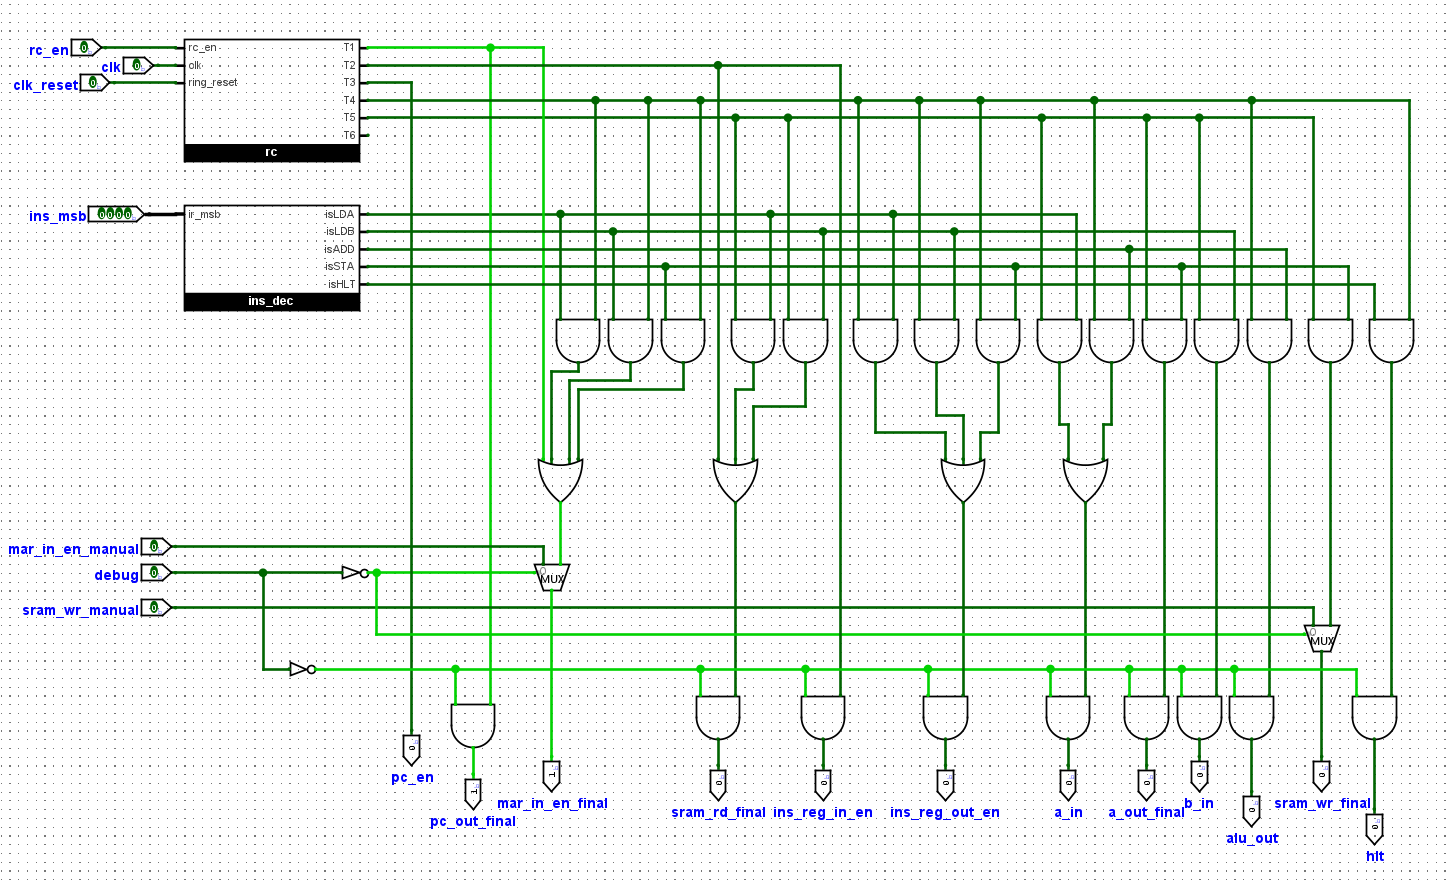 rc_en 0 rc_en T1
clk 0 clk T2
clk_reset 0 ring_reset T3
T4
T5
T6
rc
ins_msb 0000 ir_msb isLDA
isLDB
isADD
isSTA
isHLT
ins_dec
mar_in_en_manual 0
debug 0
0 MUX
sram_wr_manual 0
0 MUX
0
pc_en
1
pc_out_final
1
mar_in_en_final
0
sram_rd_final
0
ins_reg_in_en
0
ins_reg_out_en
0
a_in
0
a_out_final
0
b_in
0
alu_out
0
sram_wr_final
0
hlt